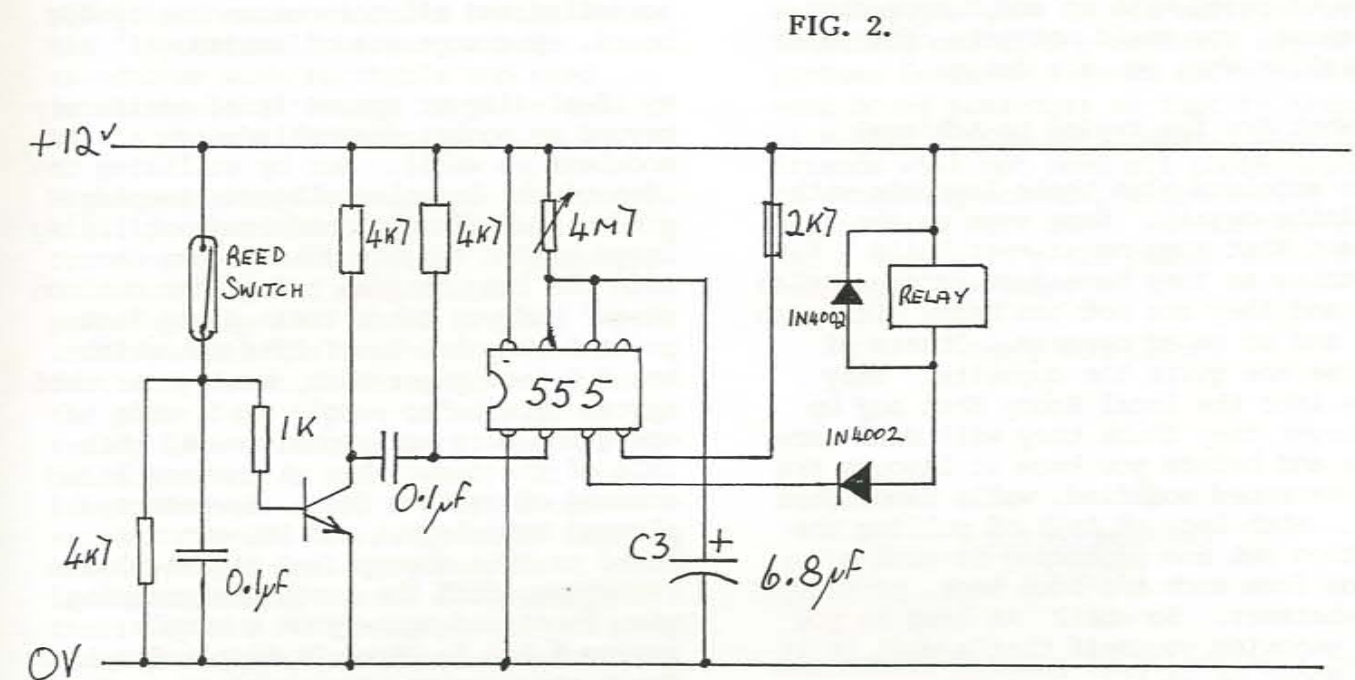 FIG. 2.
+12V
REED
SWITCH
4K7
4K7
4M7
2K7
1N4002
RELAY
555
1K
1N4002
0.1µF
4K7
0.1µF
C3
+
6.8µF
0V